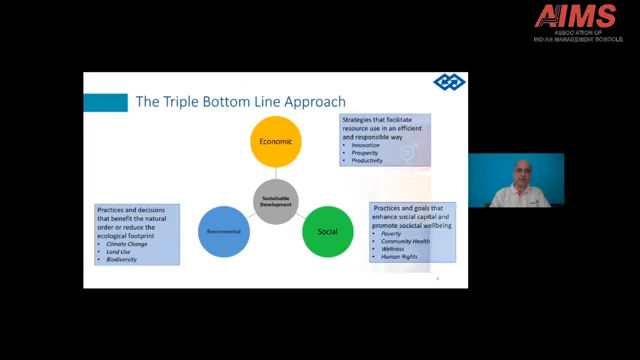 AIMS
ASSOCIATION OF
INDIAN MANAGEMENT SCHOOLS
The Triple Bottom Line Approach
Economic
Strategies that facilitate
resource use in an efficient
and responsible way
• Innovation
• Prosperity
• Productivity
Sustainable
Development
Practices and decisions
that benefit the natural
order or reduce the
ecological footprint
• Climate Change
• Land Use
• Biodiversity
Environmental
Social
Practices and goals that
enhance social capital and
promote societal wellbeing
• Poverty
• Community Health
• Wellness
• Human Rights